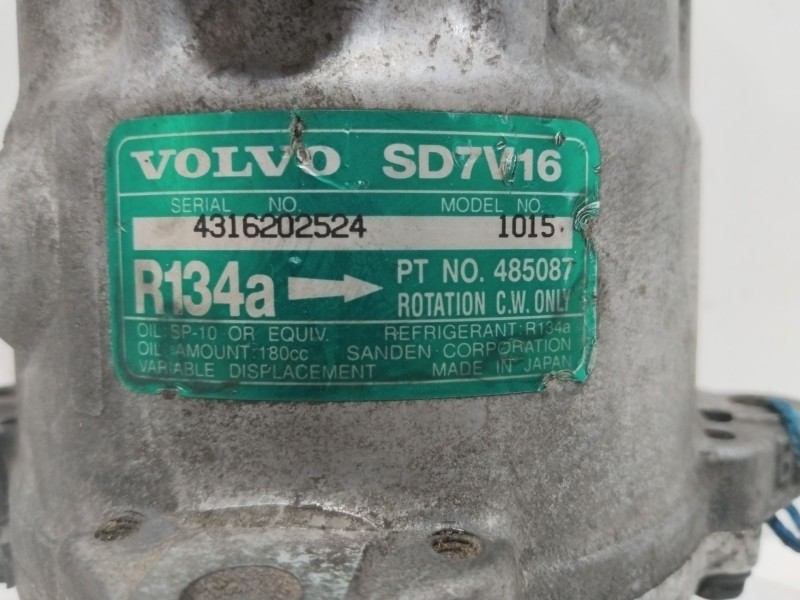 VOLVO SD7V16
SERIAL NO. MODEL NO.
4316202524 1015
R134a PT NO. 485087
ROTATION C.W. ONLY
OIL:SP-10 OR EQUIV. REFRIGERANT:R134a
OIL AMOUNT:180cc SANDEN CORPORATION
VARIABLE DISPLACEMENT MADE IN JAPAN